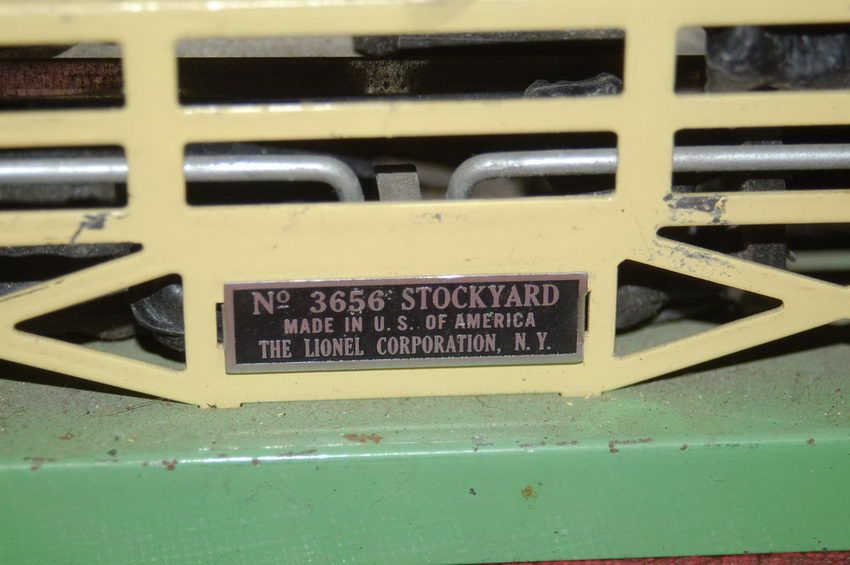 Nº 3656 STOCKYARD
MADE IN U. S. OF AMERICA
THE LIONEL CORPORATION, N. Y.